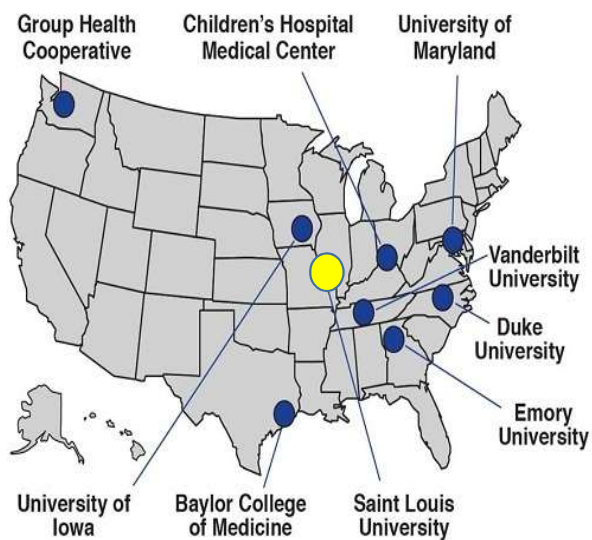 Group Health
Cooperative
Children's Hospital
Medical Center
University of
Maryland
Vanderbilt
University
Duke
University
Emory
University
University of
Iowa
Baylor College
of Medicine
Saint Louis
University